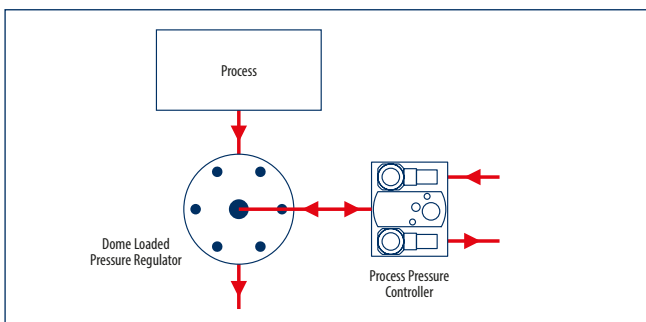 Process
Dome Loaded
Pressure Regulator
Process Pressure
Controller